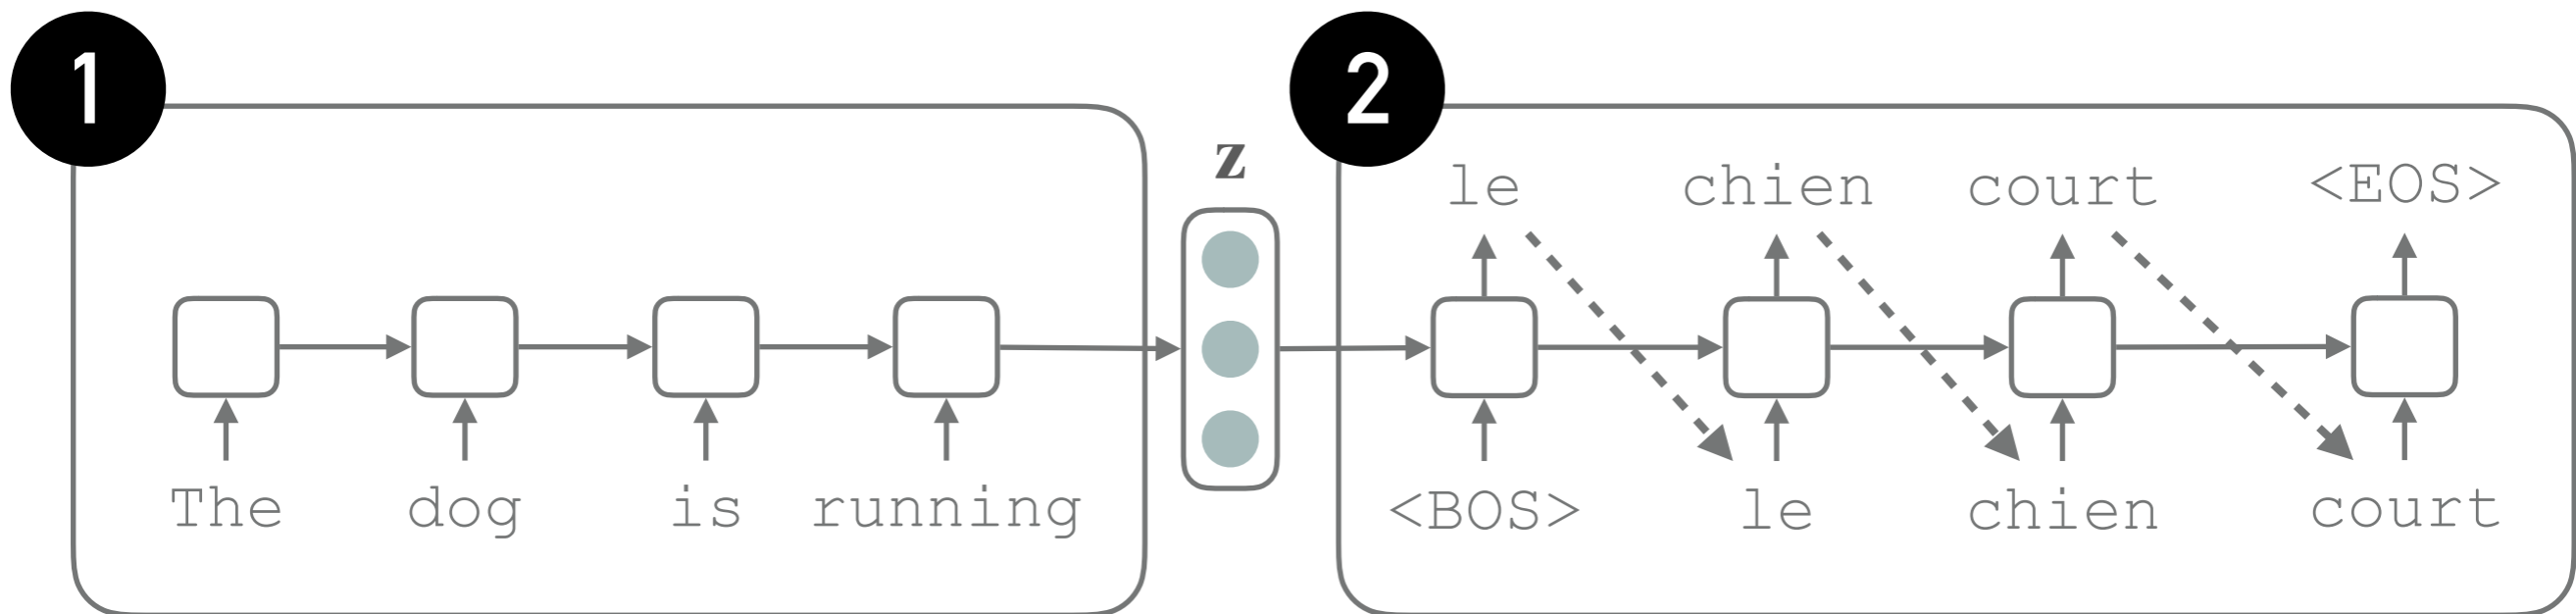 1
2
z
le chien court <EOS>
The dog is running
<BOS> le chien court